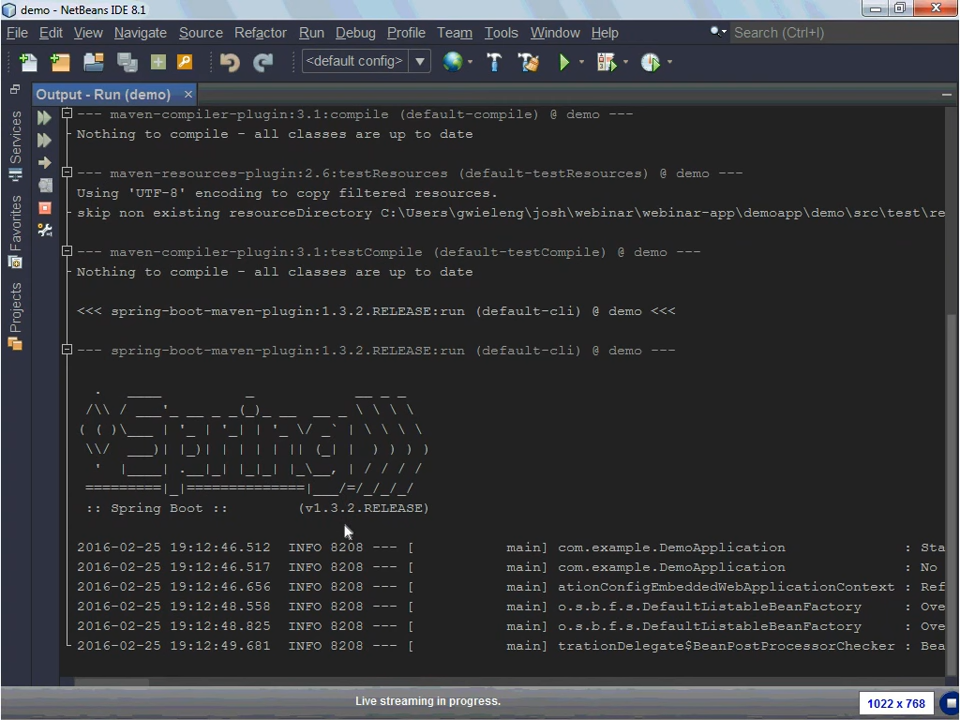 demo - NetBeans IDE 8.1
File Edit View Navigate Source Refactor Run Debug Profile Team Tools Window Help Search (Ctrl+I)
<default config>
Output - Run (demo) ×
Services
Favorites
Projects
--- maven-compiler-plugin:3.1:compile (default-compile) @ demo ---
Nothing to compile - all classes are up to date
--- maven-resources-plugin:2.6:testResources (default-testResources) @ demo ---
Using 'UTF-8' encoding to copy filtered resources.
skip non existing resourceDirectory C:\Users\gwieleng\josh\webinar\webinar-app\demoapp\demo\src\test\re
--- maven-compiler-plugin:3.1:testCompile (default-testCompile) @ demo ---
Nothing to compile - all classes are up to date
<<< spring-boot-maven-plugin:1.3.2.RELEASE:run (default-cli) @ demo <<<
--- spring-boot-maven-plugin:1.3.2.RELEASE:run (default-cli) @ demo ---
Spring
:: Spring Boot :: (v1.3.2.RELEASE)
2016-02-25 19:12:46.512 INFO 8208 --- [ main] com.example.DemoApplication : Sta
2016-02-25 19:12:46.517 INFO 8208 --- [ main] com.example.DemoApplication : No
2016-02-25 19:12:46.656 INFO 8208 --- [ main] ationConfigEmbeddedWebApplicationContext : Ref
2016-02-25 19:12:48.558 INFO 8208 --- [ main] o.s.b.f.s.DefaultListableBeanFactory : Ove
2016-02-25 19:12:48.825 INFO 8208 --- [ main] o.s.b.f.s.DefaultListableBeanFactory : Ove
2016-02-25 19:12:49.681 INFO 8208 --- [ main] trationDelegate$BeanPostProcessorChecker : Bea
Live streaming in progress.
1022 x 768